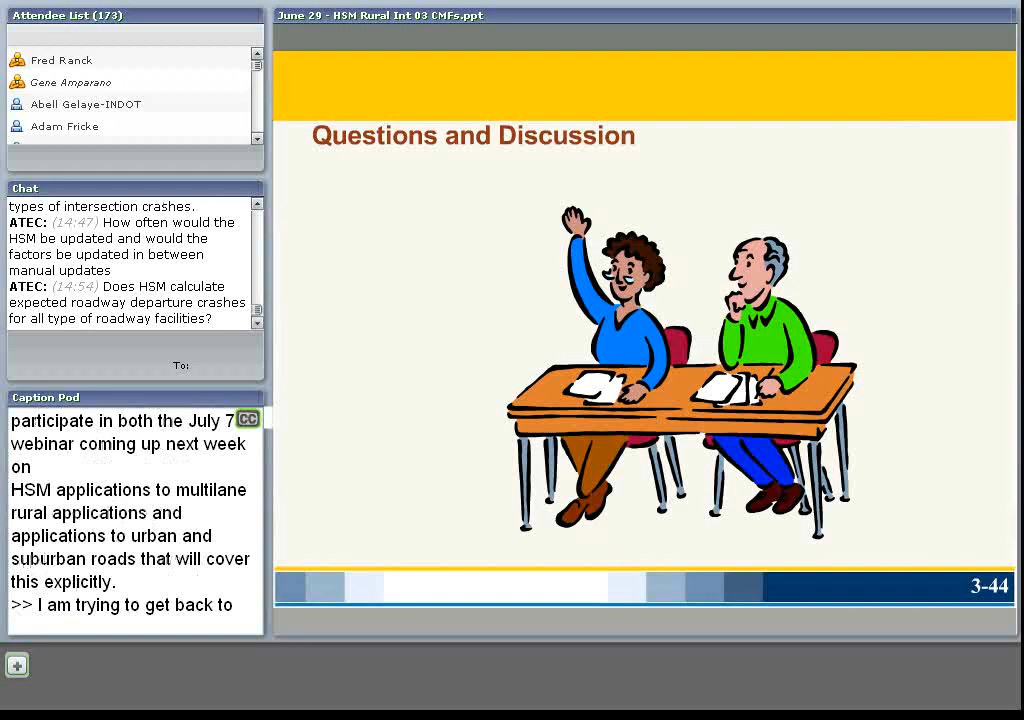 Attendee List (173)
Fred Ranck
Gene Amparano
Abell Gelaye-INDOT
Adam Fricke
Chat
types of intersection crashes.
ATEC: (14:47) How often would the
HSM be updated and would the
factors be updated in between
manual updates
ATEC: (14:54) Does HSM calculate
expected roadway departure crashes
for all type of roadway facilities?
To:
Caption Pod
participate in both the July 7
CC
webinar coming up next week
on
HSM applications to multilane
rural applications and
applications to urban and
suburban roads that will cover
this explicitly.
>> I am trying to get back to
June 29 - HSM Rural Int 03 CMFs.ppt
Questions and Discussion
3-44